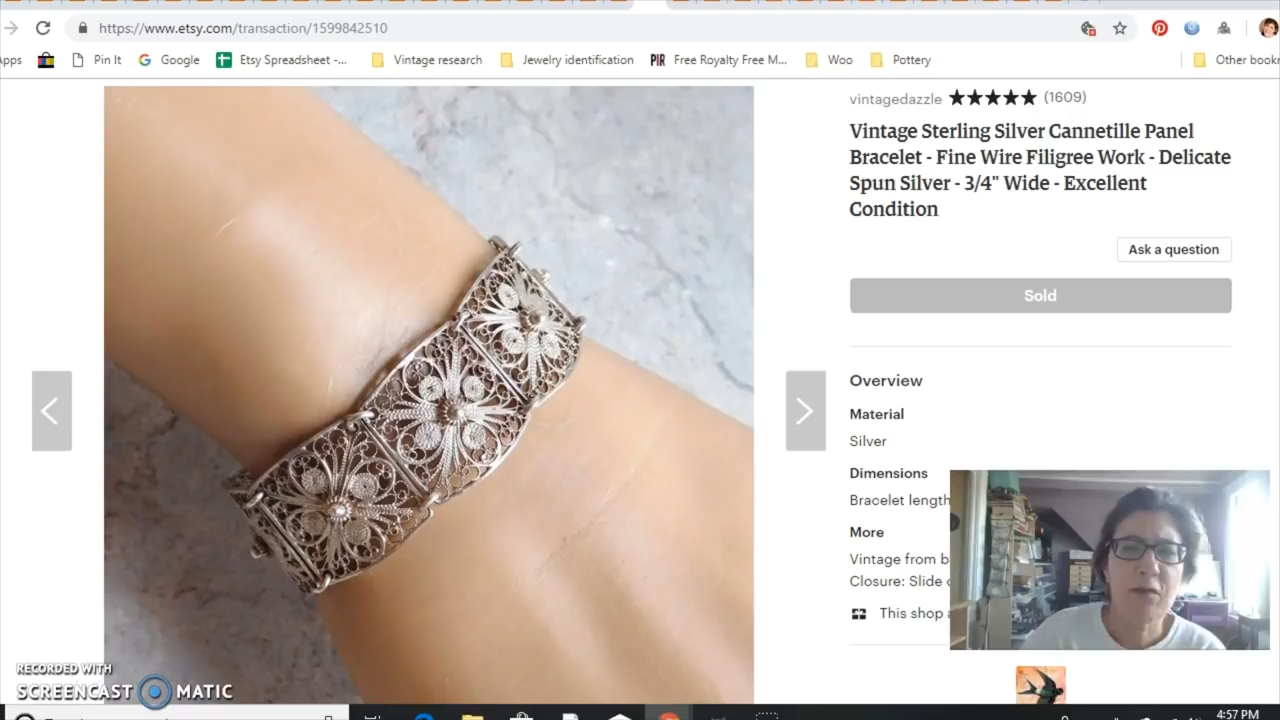 https://www.etsy.com/transaction/1599842510
Apps Pin It Google Etsy Spreadsheet -... Vintage research Jewelry identification PIR Free Royalty Free M... Woo Pottery Other bookr
vintagedazzle ★★★★★ (1609)
Vintage Sterling Silver Cannetille Panel
Bracelet - Fine Wire Filigree Work - Delicate
Spun Silver - 3/4" Wide - Excellent
Condition
Ask a question
Sold
Overview
Material
Silver
Dimensions
Bracelet length
More
Vintage from b
Closure: Slide
This shop
RECORDED WITH
SCREENCAST MATIC
4:57 PM